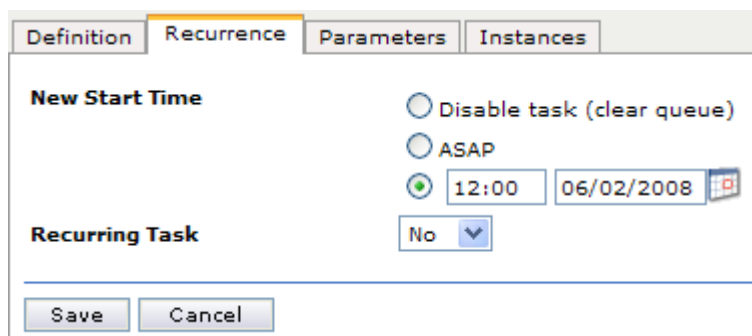 Definition Recurrence Parameters Instances
New Start Time
Disable task (clear queue)
ASAP
12:00 06/02/2008
Recurring Task No
Save Cancel